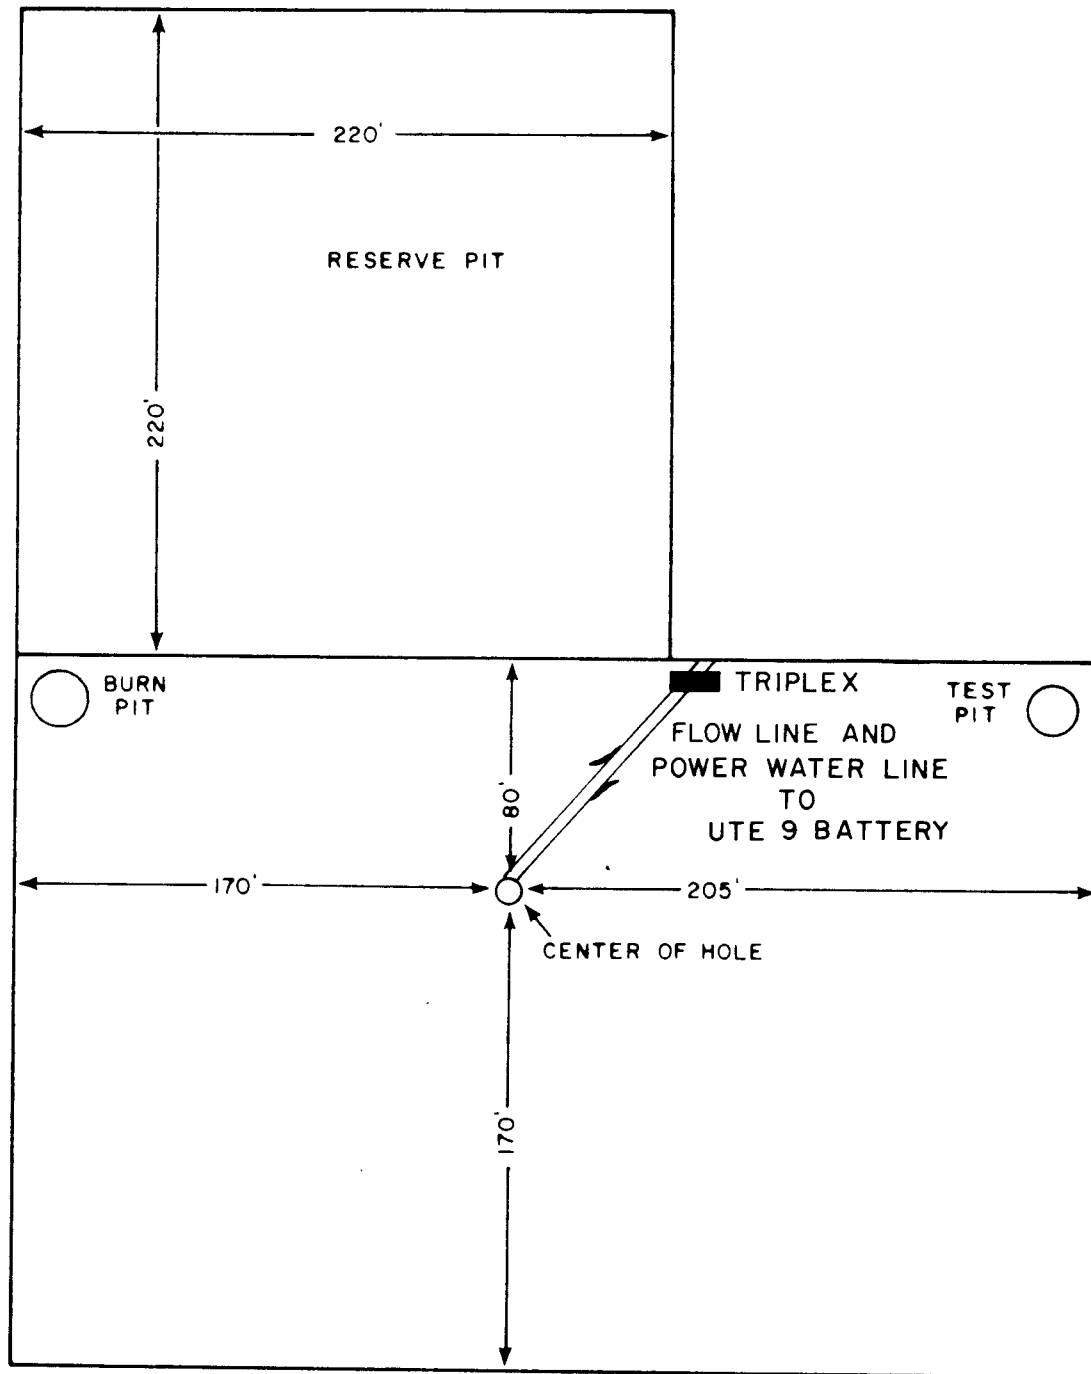 220'
RESERVE PIT
220'
BURN
PIT
TRIPLEX
TEST
PIT
FLOW LINE AND
POWER WATER LINE
TO
UTE 9 BATTERY
80'
170'
205'
CENTER OF HOLE
170'